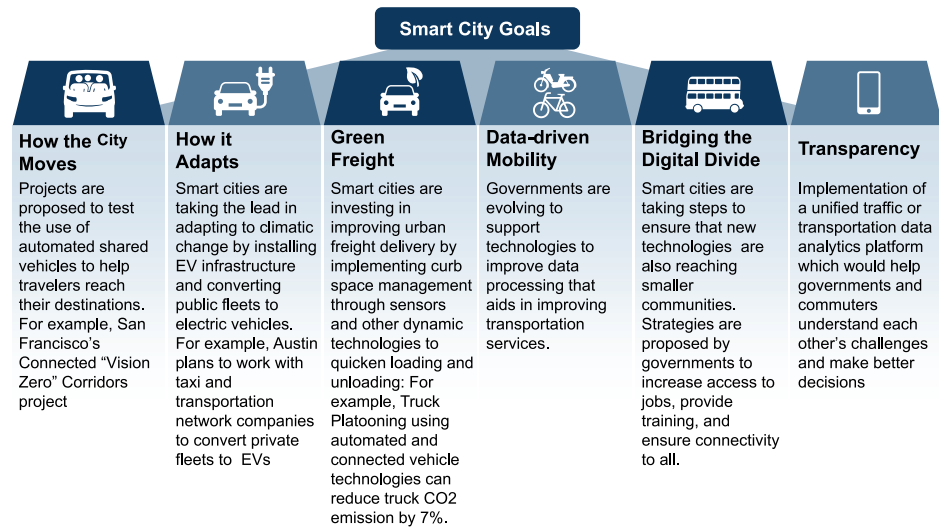 Smart City Goals
How the City
Moves
Projects are
proposed to test
the use of
automated shared
vehicles to help
travelers reach
their destinations.
For example, San
Francisco's
Connected “Vision
Zero” Corridors
project
How it
Adapts
Smart cities are
taking the lead in
adapting to climatic
change by installing
EV infrastructure
and converting
public fleets to
electric vehicles.
For example, Austin
plans to work with
taxi and
transportation
network companies
to convert private
fleets to EVs
Green
Freight
Smart cities are
investing in
improving urban
freight delivery by
implementing curb
space management
through sensors
and other dynamic
technologies to
quicken loading and
unloading: For
example, Truck
Platooning using
automated and
connected vehicle
technologies can
reduce truck CO2
emission by 7%.
Data-driven
Mobility
Governments are
evolving to
support
technologies to
improve data
processing that
aids in improving
transportation
services.
Bridging the
Digital Divide
Smart cities are
taking steps to
ensure that new
technologies are
also reaching
smaller
communities.
Strategies are
proposed by
governments to
increase access to
jobs, provide
training, and
ensure connectivity
to all.
Transparency
Implementation of
a unified traffic or
transportation data
analytics platform
which would help
governments and
commuters
understand each
other's challenges
and make better
decisions